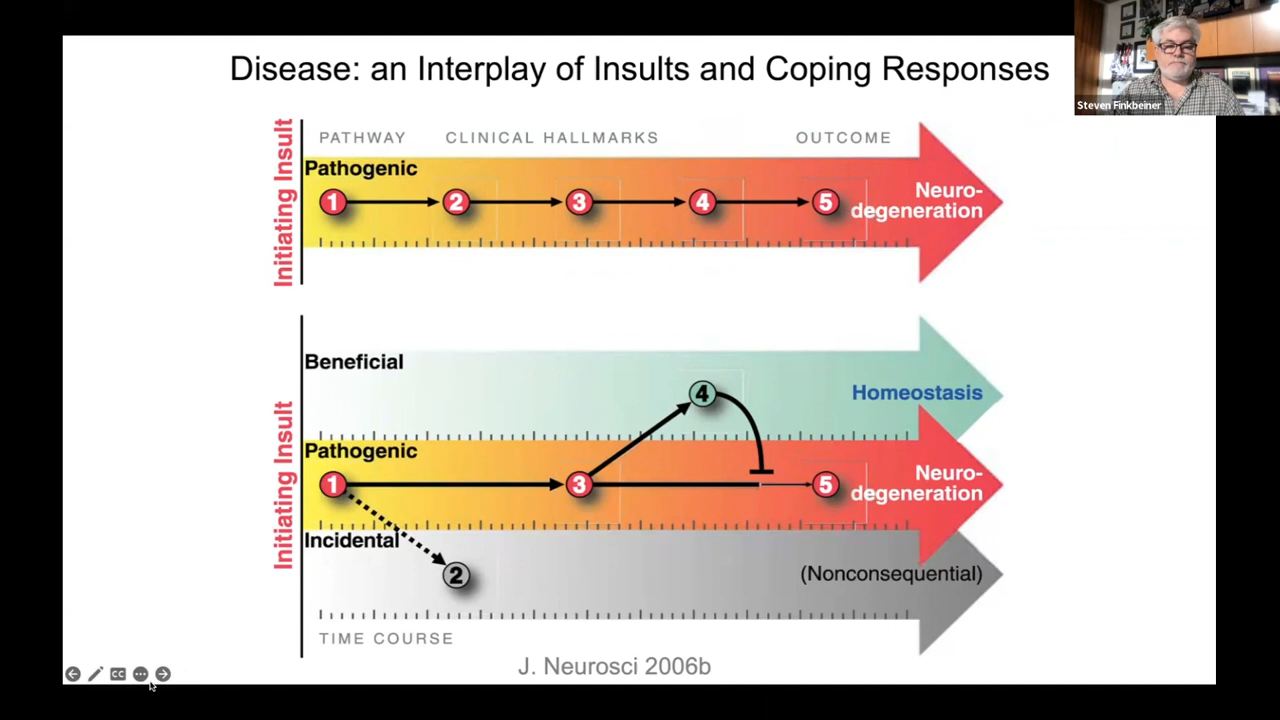 Disease: an Interplay of Insults and Coping Responses
Steven Finkbeiner
Initiating Insult
PATHWAY CLINICAL HALLMARKS OUTCOME
Pathogenic
1 2 3 4 5
Neuro-
degeneration
Initiating Insult
Beneficial
4
Homeostasis
Pathogenic
1 3 5
Neuro-
degeneration
Incidental
2
(Nonconsequential)
TIME COURSE
J. Neurosci 2006b
CC